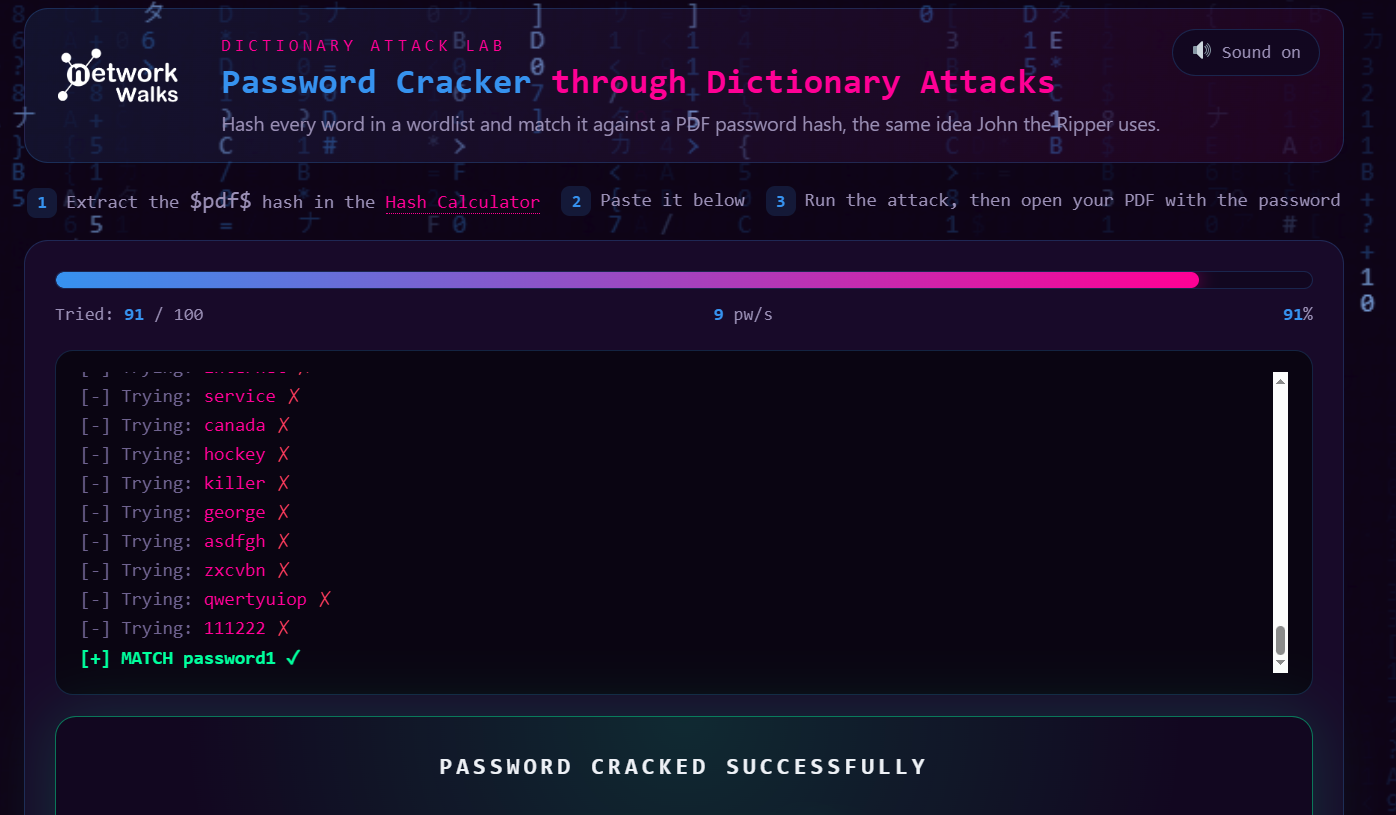 DICTIONARY ATTACK LAB
network
walks
Password Cracker through Dictionary Attacks
Sound on
Hash every word in a wordlist and match it against a PDF password hash, the same idea John the Ripper uses.
1 Extract the $pdf$ hash in the Hash Calculator 2 Paste it below 3 Run the attack, then open your PDF with the password
Tried: 91 / 100 9 pw/s 91%
[-] Trying: service ✗
[-] Trying: canada ✗
[-] Trying: hockey ✗
[-] Trying: killer ✗
[-] Trying: george ✗
[-] Trying: asdfgh ✗
[-] Trying: zxcvbn ✗
[-] Trying: qwertyuiop ✗
[-] Trying: 111222 ✗
[+] MATCH password1 ✓
PASSWORD CRACKED SUCCESSFULLY